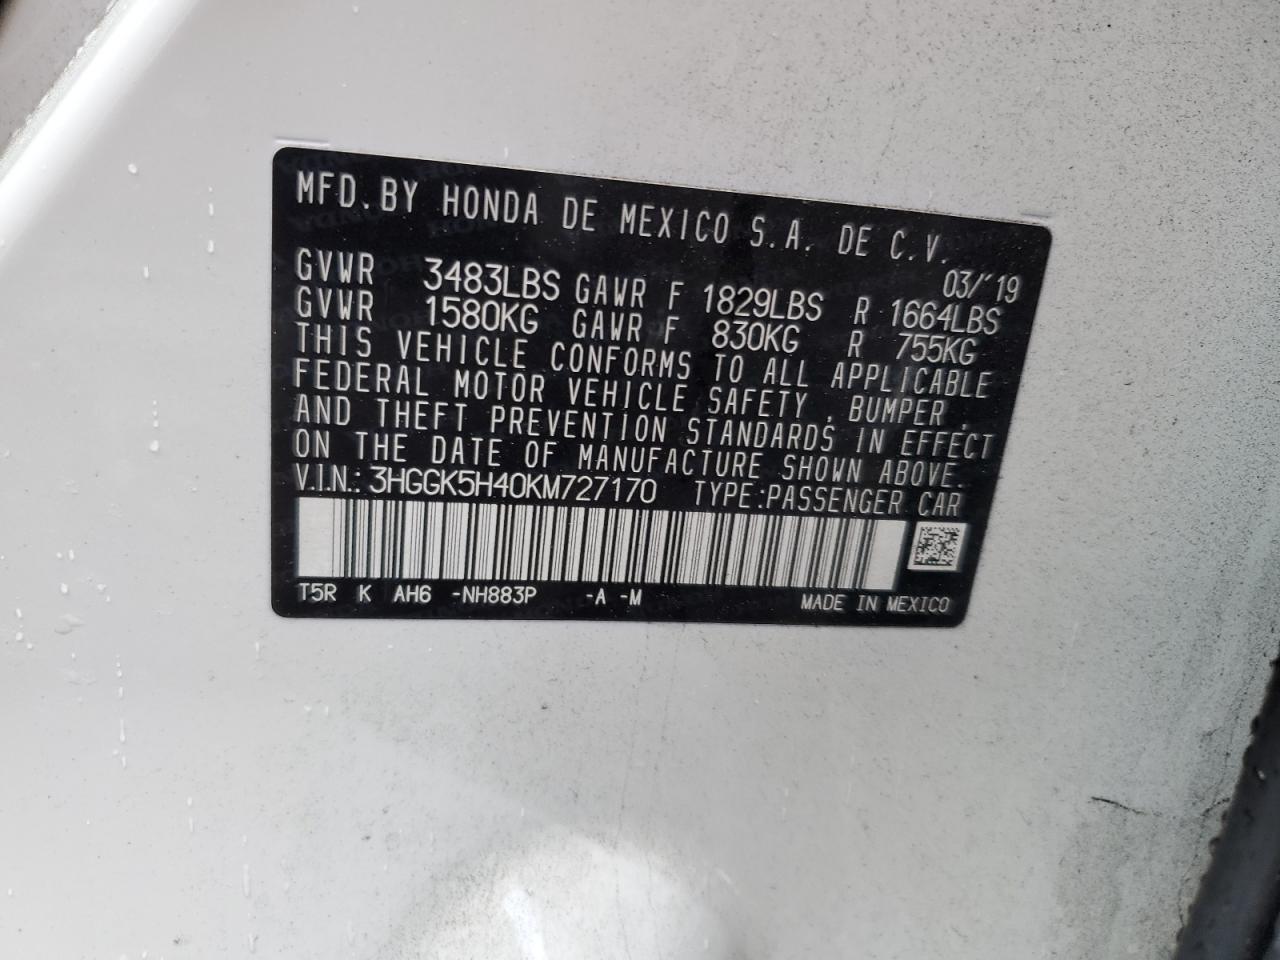 MFD. BY HONDA DE MEXICO S.A. DE C.V.
03/'19
GVWR 3483LBS GAWR F 1829LBS R 1664LBS
GVWR 1580KG GAWR F 830KG R 755KG
THIS VEHICLE CONFORMS TO ALL APPLICABLE
FEDERAL MOTOR VEHICLE SAFETY, BUMPER,
AND THEFT PREVENTION STANDARDS IN EFFECT
ON THE DATE OF MANUFACTURE SHOWN ABOVE.
V.I.N.: 3HGGK5H40KM727170 TYPE:PASSENGER CAR
T5R K AH6 -NH883P -A -M MADE IN MEXICO